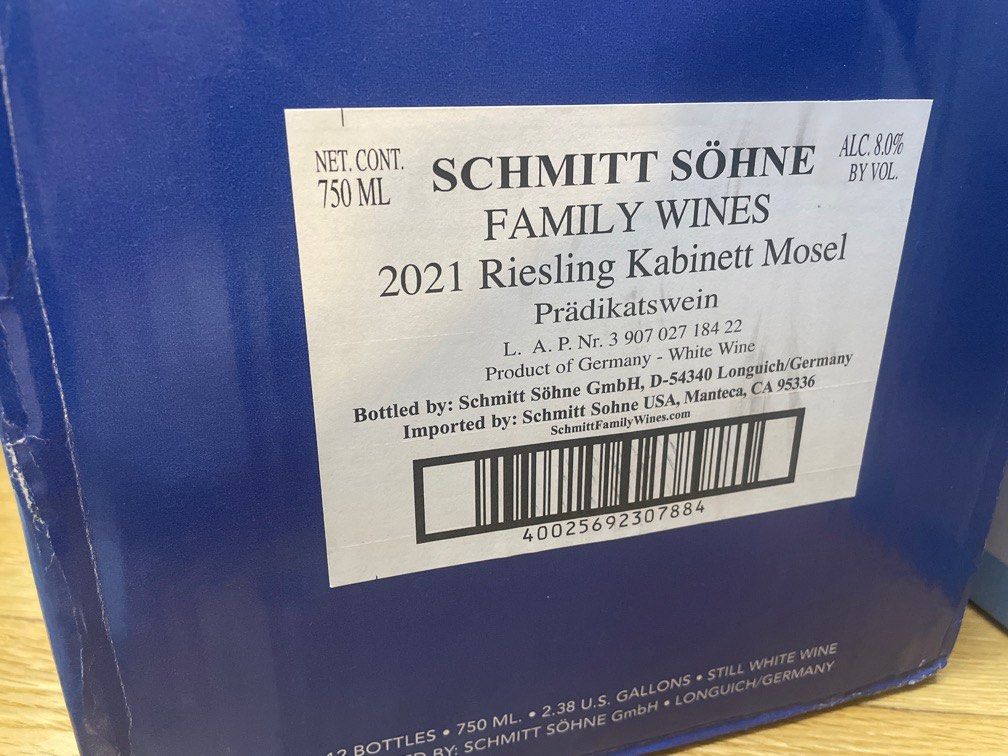 NET. CONT.
750 ML
SCHMITT SÖHNE
ALC. 8.0%
BY VOL.
FAMILY WINES
2021 Riesling Kabinett Mosel
Prädikatswein
L. A. P. Nr. 3 907 027 184 22
Product of Germany - White Wine
Bottled by: Schmitt Söhne GmbH, D-54340 Longuich/Germany
Imported by: Schmitt Sohne USA, Manteca, CA 95336
SchmittFamilyWines.com
40025692307884
12 BOTTLES • 750 ML. • 2.38 U.S. GALLONS • STILL WHITE WINE
BY: SCHMITT SÖHNE GmbH • LONGUICH/GERMANY